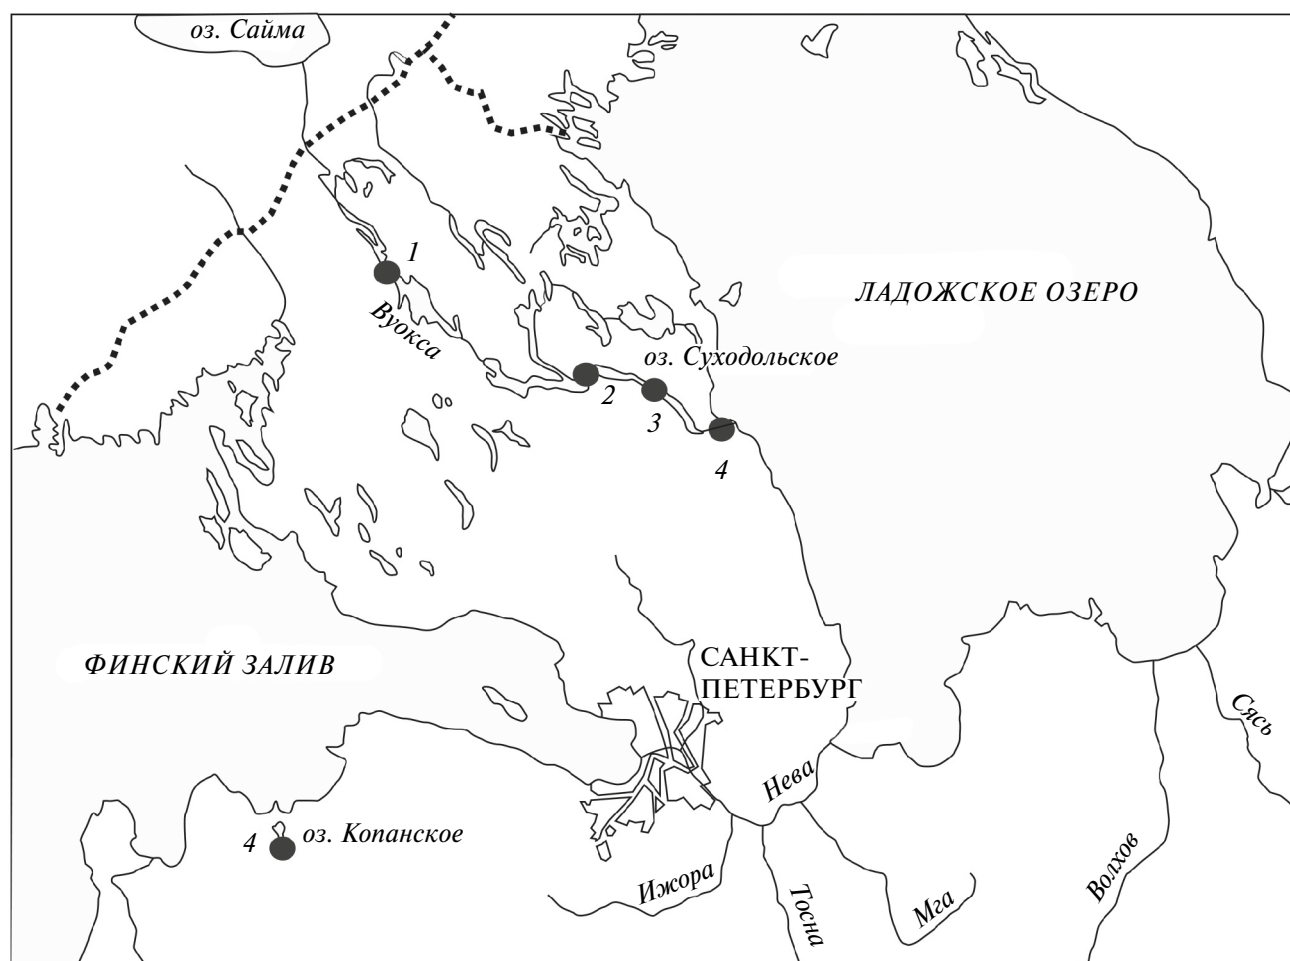 оз. Сайма
1
ЛАДОЖСКОЕ ОЗЕРО
Вуокса
оз. Суходольское
2
3
4
САНКТ-
ПЕТЕРБУРГ
ФИНСКИЙ ЗАЛИВ
Сясь
Нева
4
оз. Копанское
Ижора
Тосна
Мга
Волхов